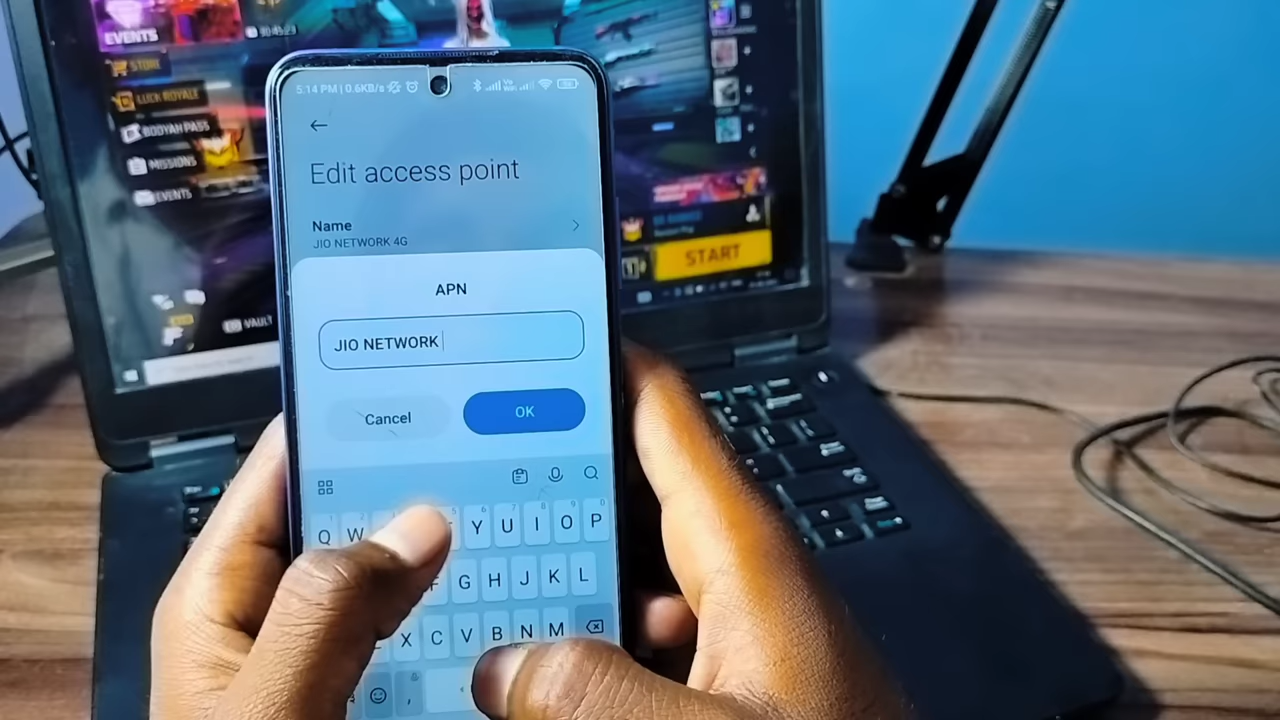 EVENTS
STORE
LUCK ROYALE
BOOYAH PASS
MISSIONS
EVENTS
VAULT
START
5:14 PM | 0.6KB/s
Edit access point
Name
JIO NETWORK 4G
APN
JIO NETWORK
Cancel
OK
Q W Y U I O P
G H J K L
X C V B N M